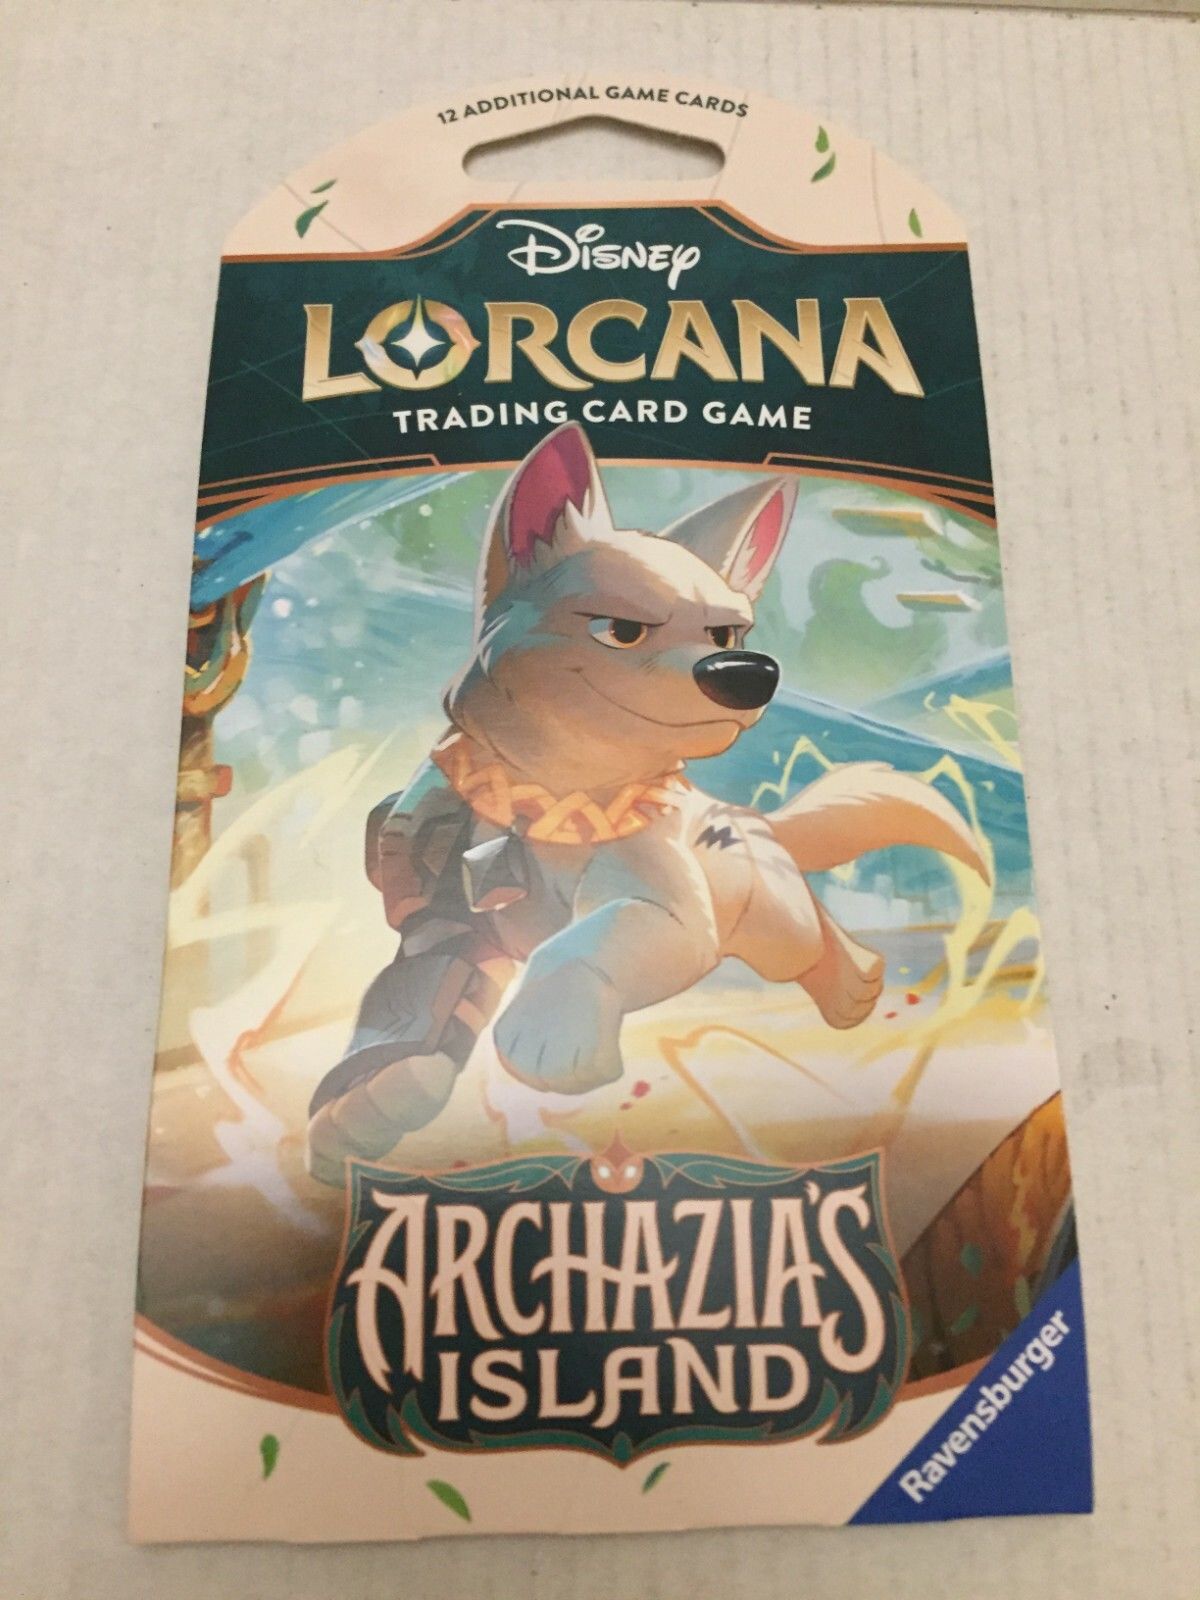 12 ADDITIONAL GAME CARDS
Disney
LORCANA
TRADING CARD GAME
ARCHAZIA'S
ISLAND
Ravensburger